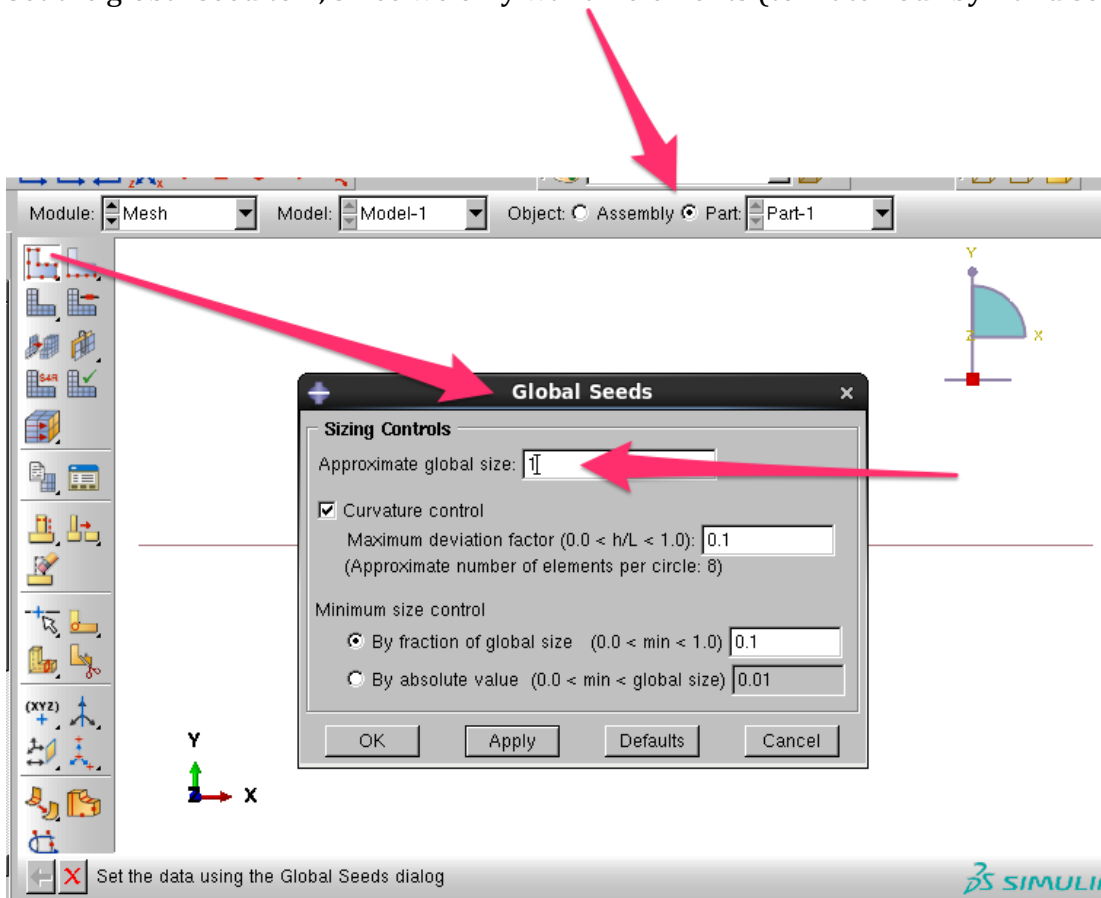 Module: Mesh Model: Model-1 Object: Assembly Part: Part-1
Y
Z X
S4R
Global Seeds
Sizing Controls
Approximate global size: 1
Curvature control
Maximum deviation factor (0.0 < h/L < 1.0): 0.1
(Approximate number of elements per circle: 8)
Minimum size control
By fraction of global size (0.0 < min < 1.0) 0.1
By absolute value (0.0 < min < global size) 0.01
OK Apply Defaults Cancel
(XYZ)
Y
Z X
Set the data using the Global Seeds dialog